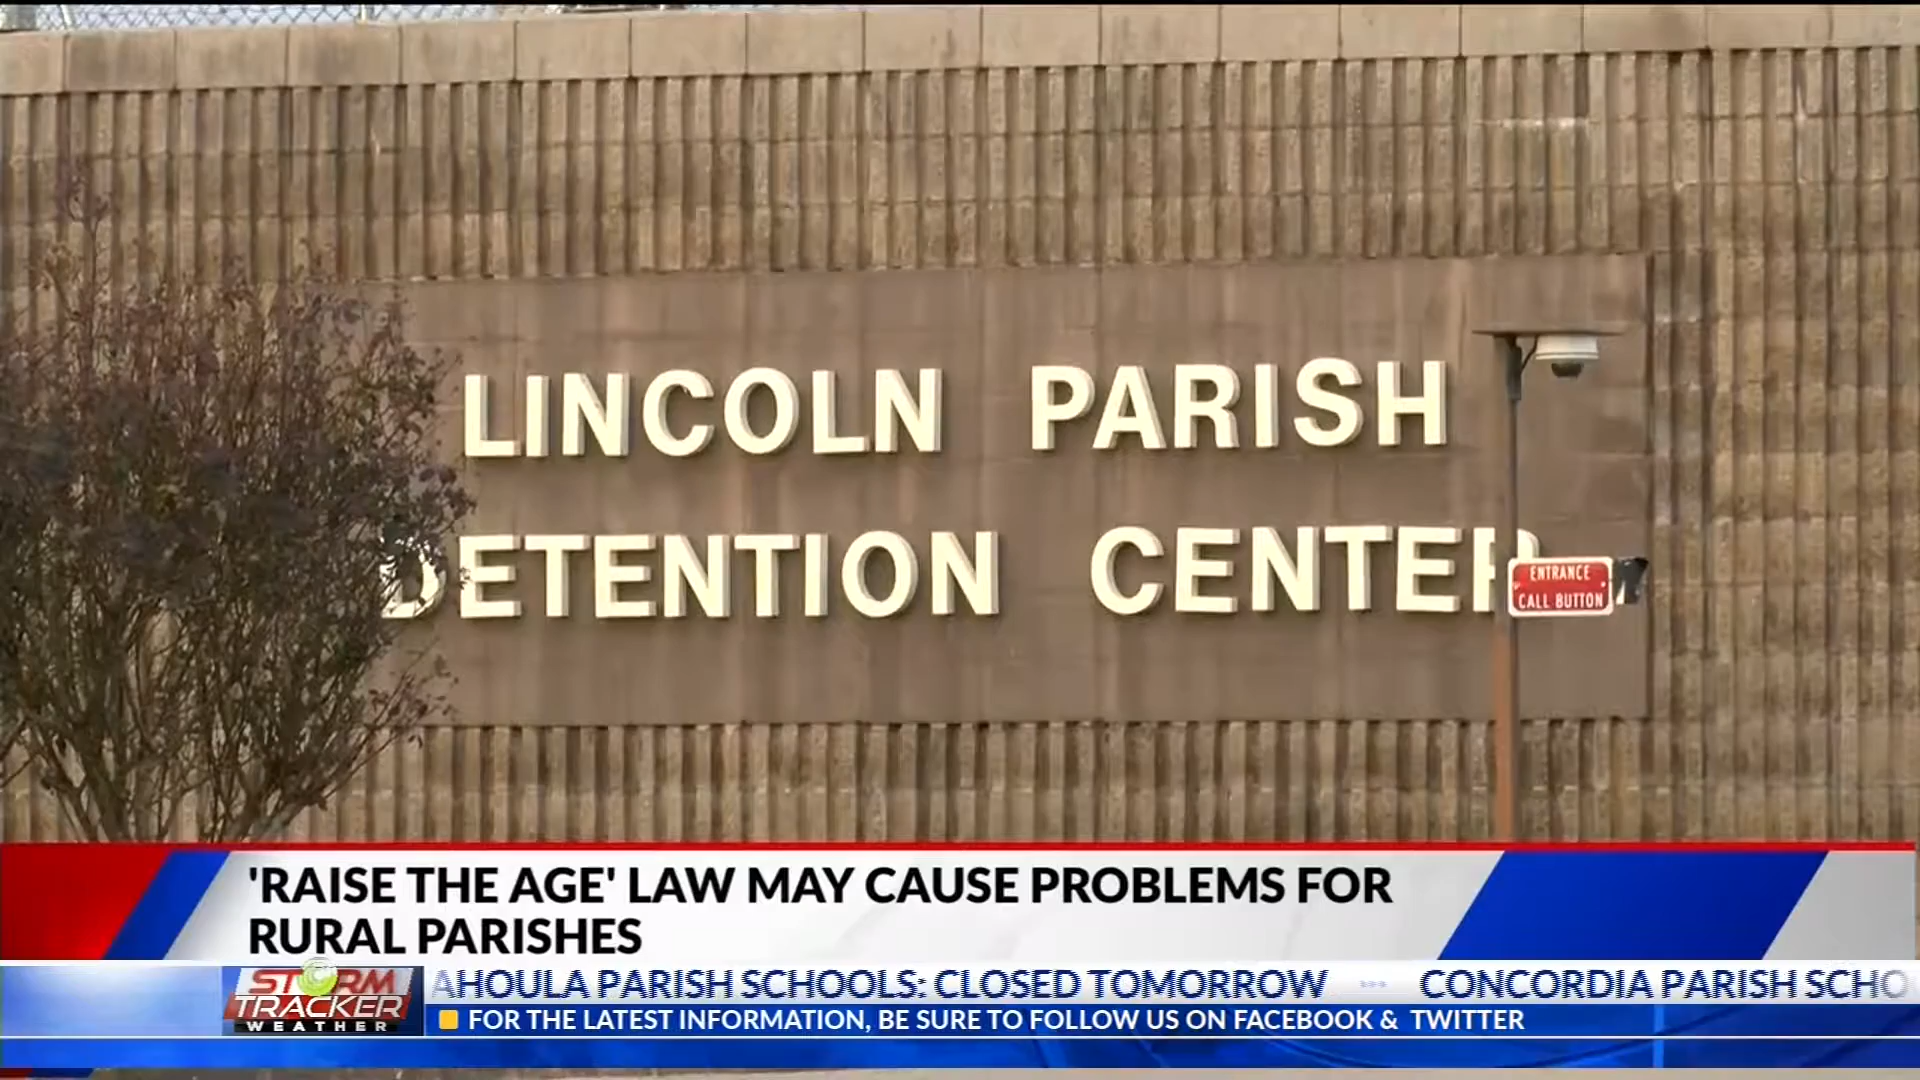 LINCOLN PARISH
DETENTION CENTER
ENTRANCE
CALL BUTTON
'RAISE THE AGE' LAW MAY CAUSE PROBLEMS FOR
RURAL PARISHES
STORM
TRACKER
WEATHER
AHOULA PARISH SCHOOLS: CLOSED TOMORROW CONCORDIA PARISH SCHO
FOR THE LATEST INFORMATION, BE SURE TO FOLLOW US ON FACEBOOK & TWITTER